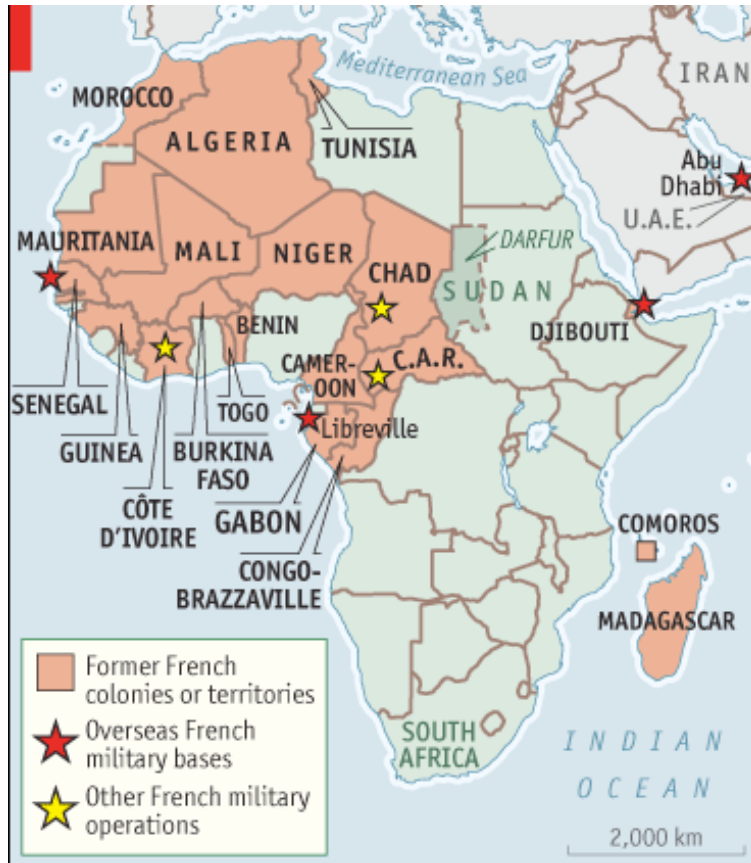 Mediterranean Sea
IRAN
MOROCCO
ALGERIA
TUNISIA
Abu
Dhabi
U.A.E.
MAURITANIA
MALI
NIGER
CHAD
DARFUR
SUDAN
DJIBOUTI
BENIN
CAMER-
OON
C.A.R.
SENEGAL
TOGO
Libreville
GUINEA
BURKINA
FASO
CÔTE
D'IVOIRE
GABON
CONGO-
BRAZZAVILLE
COMOROS
MADAGASCAR
SOUTH
AFRICA
INDIAN
OCEAN
Former French
colonies or territories
Overseas French
military bases
Other French military
operations
2,000 km